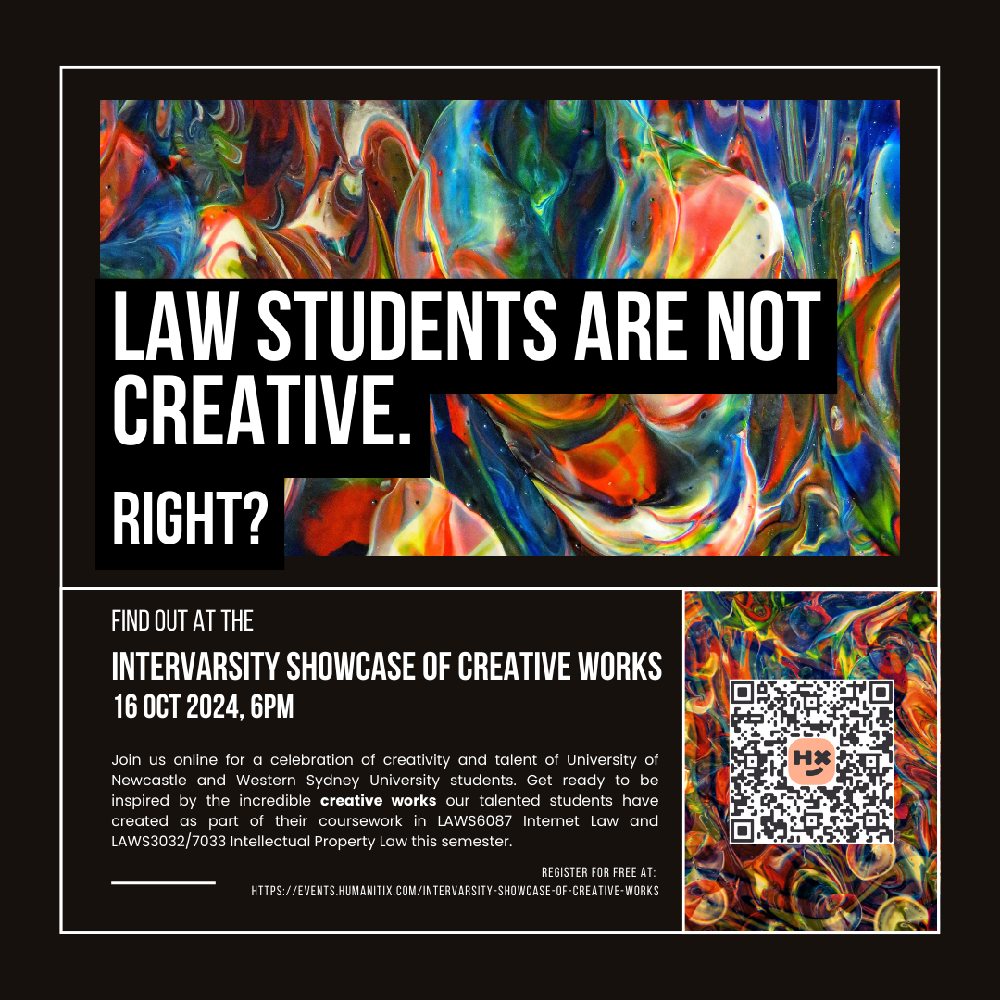 LAW STUDENTS ARE NOT
CREATIVE.
RIGHT?
FIND OUT AT THE
INTERVARSITY SHOWCASE OF CREATIVE WORKS
16 OCT 2024, 6PM
Join us online for a celebration of creativity and talent of University of
Newcastle and Western Sydney University students. Get ready to be
inspired by the incredible creative works our talented students have
created as part of their coursework in LAWS6087 Internet Law and
LAWS3032/7033 Intellectual Property Law this semester.
REGISTER FOR FREE AT:
HTTPS://EVENTS.HUMANITIX.COM/INTERVARSITY-SHOWCASE-OF-CREATIVE-WORKS
HX